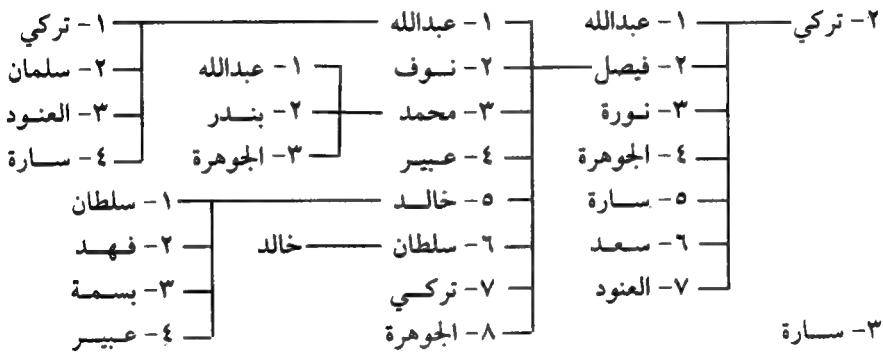 ٢- تركي ١- عبدالله ١- عبدالله ١- تركي
٢- فيصل ٢- نوف ١- عبدالله ٢- سلمان
٣- نورة ٣- محمد ٢- بندر ٣- العنود
٤- الجوهرة ٤- عبير ٣- الجوهرة ٤- سارة
٥- سارة ٥- خالد ١- سلطان
٦- سعد ٦- سلطان خالد ٢- فهد
٧- العنود ٧- تركي ٣- بسمة
٣- سارة ٨- الجوهرة ٤- عبير